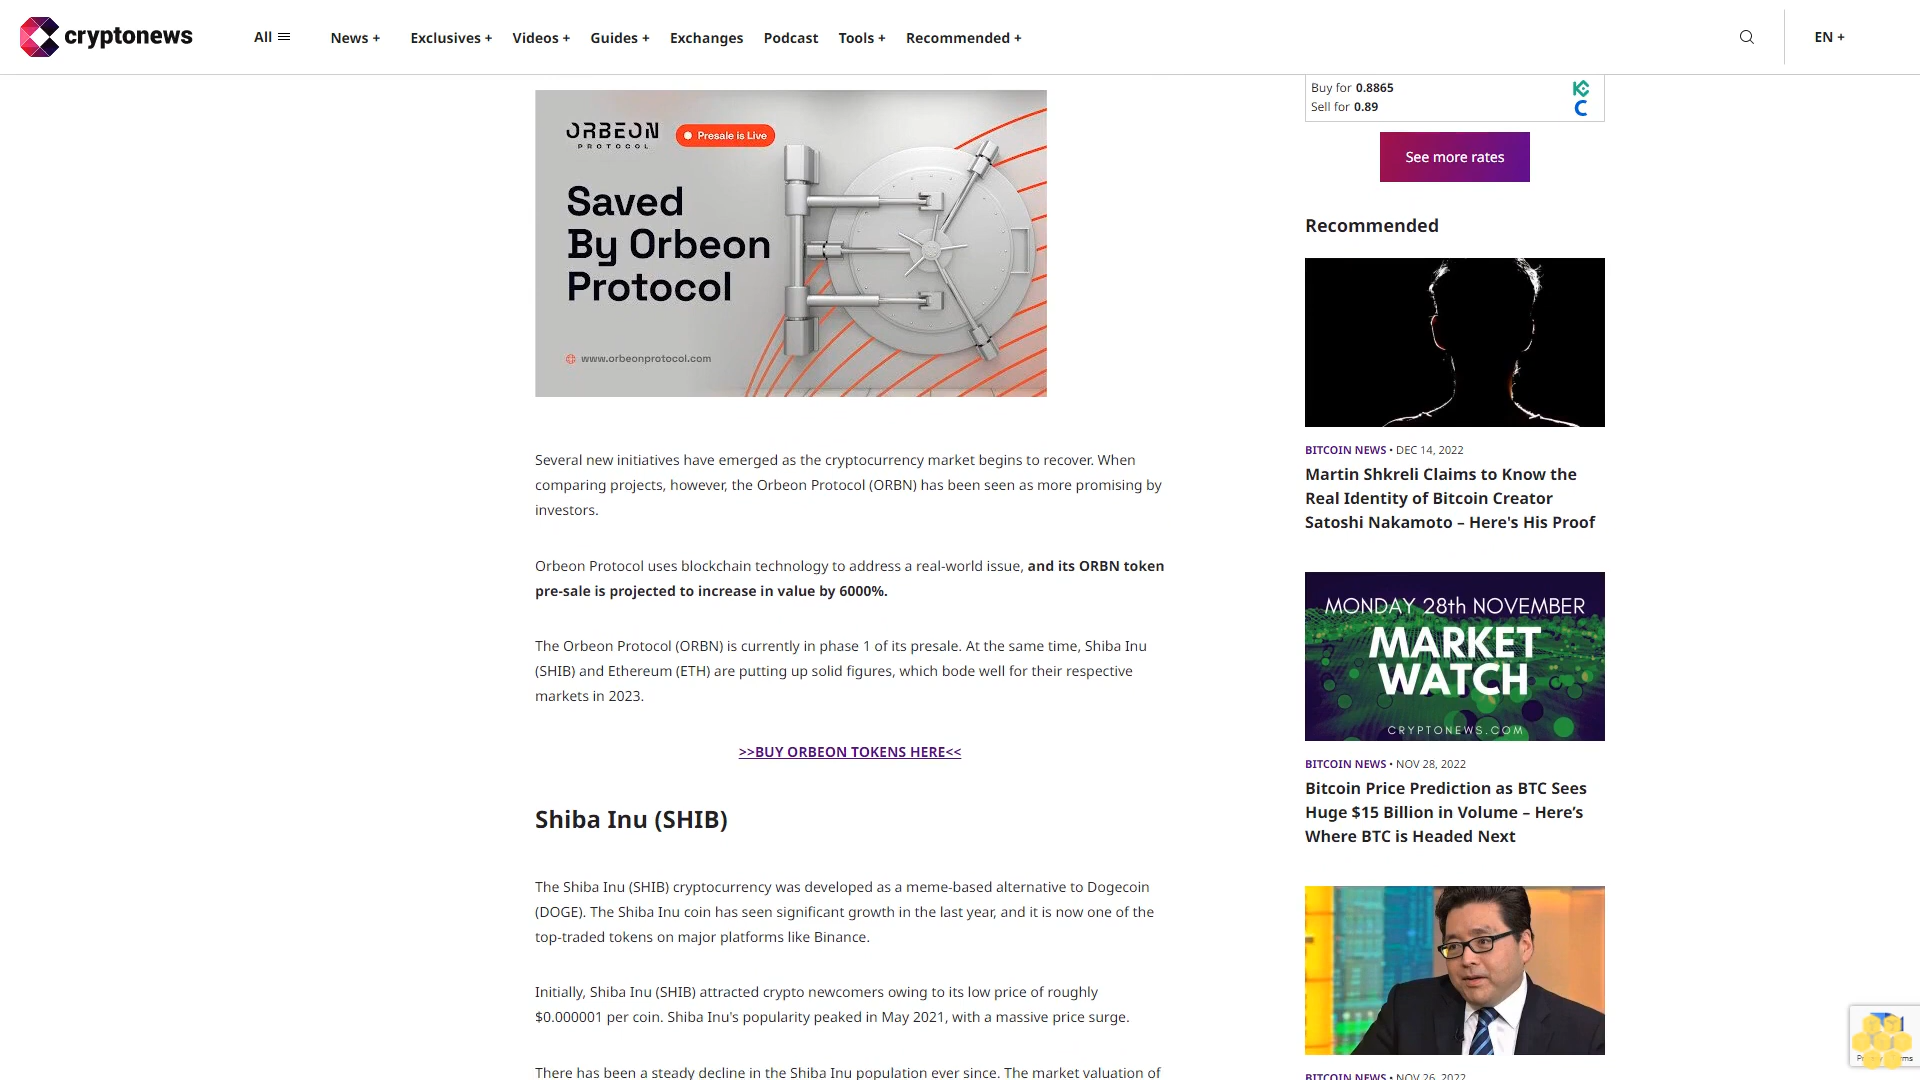 cryptonews
All
News +
Exclusives +
Videos +
Guides +
Exchanges
Podcast
Tools +
Recommended +
EN +
ORBEON
PROTOCOL
Presale is Live
Saved
By Orbeon
Protocol
www.orbeonprotocol.com
Several new initiatives have emerged as the cryptocurrency market begins to recover. When
comparing projects, however, the Orbeon Protocol (ORBN) has been seen as more promising by
investors.
Orbeon Protocol uses blockchain technology to address a real-world issue, and its ORBN token
pre-sale is projected to increase in value by 6000%.
The Orbeon Protocol (ORBN) is currently in phase 1 of its presale. At the same time, Shiba Inu
(SHIB) and Ethereum (ETH) are putting up solid figures, which bode well for their respective
markets in 2023.
>>BUY ORBEON TOKENS HERE<<
Shiba Inu (SHIB)
The Shiba Inu (SHIB) cryptocurrency was developed as a meme-based alternative to Dogecoin
(DOGE). The Shiba Inu coin has seen significant growth in the last year, and it is now one of the
top-traded tokens on major platforms like Binance.
Initially, Shiba Inu (SHIB) attracted crypto newcomers owing to its low price of roughly
$0.000001 per coin. Shiba Inu's popularity peaked in May 2021, with a massive price surge.
There has been a steady decline in the Shiba Inu population ever since. The market valuation of
Buy for 0.8865
Sell for 0.89
See more rates
Recommended
BITCOIN NEWS • DEC 14, 2022
Martin Shkreli Claims to Know the
Real Identity of Bitcoin Creator
Satoshi Nakamoto – Here's His Proof
MONDAY 28th NOVEMBER
MARKET
WATCH
CRYPTONEWS.COM
BITCOIN NEWS • NOV 28, 2022
Bitcoin Price Prediction as BTC Sees
Huge $15 Billion in Volume – Here’s
Where BTC is Headed Next
BITCOIN NEWS • NOV 26, 2022